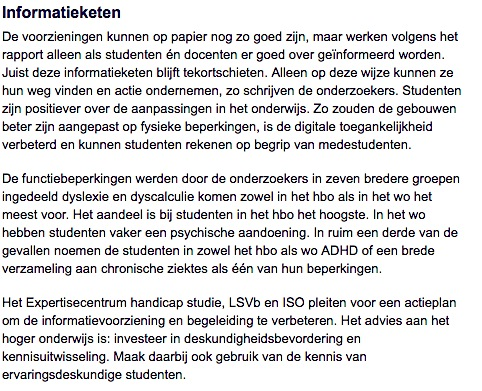 Informatieketen
De voorzieningen kunnen op papier nog zo goed zijn, maar werken volgens het
rapport alleen als studenten én docenten er goed over geïnformeerd worden.
Juist deze informatieketen blijft tekortschieten. Alleen op deze wijze kunnen ze
hun weg vinden en actie ondernemen, zo schrijven de onderzoekers. Studenten
zijn positiever over de aanpassingen in het onderwijs. Zo zouden de gebouwen
beter zijn aangepast op fysieke beperkingen, is de digitale toegankelijkheid
verbeterd en kunnen studenten rekenen op begrip van medestudenten.
De functiebeperkingen werden door de onderzoekers in zeven bredere groepen
ingedeeld dyslexie en dyscalculie komen zowel in het hbo als in het wo het
meest voor. Het aandeel is bij studenten in het hbo het hoogste. In het wo
hebben studenten vaker een psychische aandoening. In ruim een derde van de
gevallen noemen de studenten in zowel het hbo als wo ADHD of een brede
verzameling aan chronische ziektes als één van hun beperkingen.
Het Expertisecentrum handicap studie, LSVb en ISO pleiten voor een actieplan
om de informatievoorziening en begeleiding te verbeteren. Het advies aan het
hoger onderwijs is: investeer in deskundigheidsbevordering en
kennisuitwisseling. Maak daarbij ook gebruik van de kennis van
ervaringsdeskundige studenten.